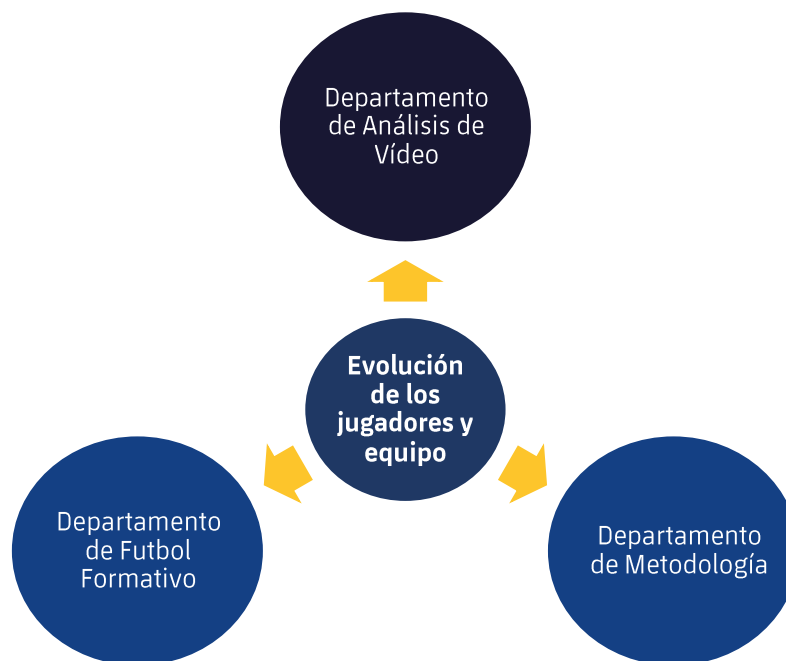 Departamento
de Análisis de
Vídeo
Evolución
de los
jugadores y
equipo
Departamento
de Futbol
Formativo
Departamento
de Metodología